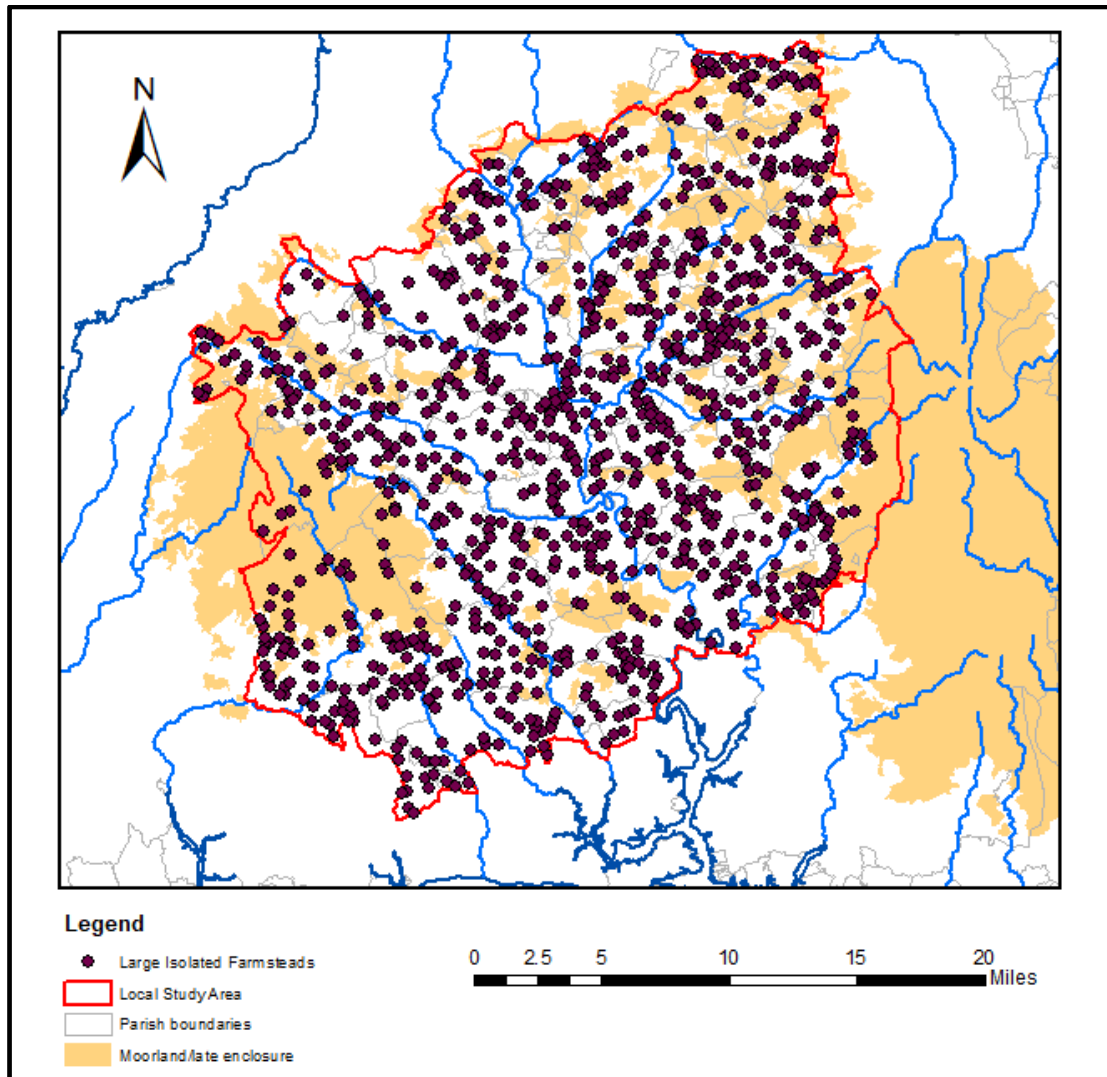 N
Legend
Large Isolated Farmsteads
Local Study Area
Parish boundaries
Moorland/late enclosure
0 2.5 5 10 15 20
Miles